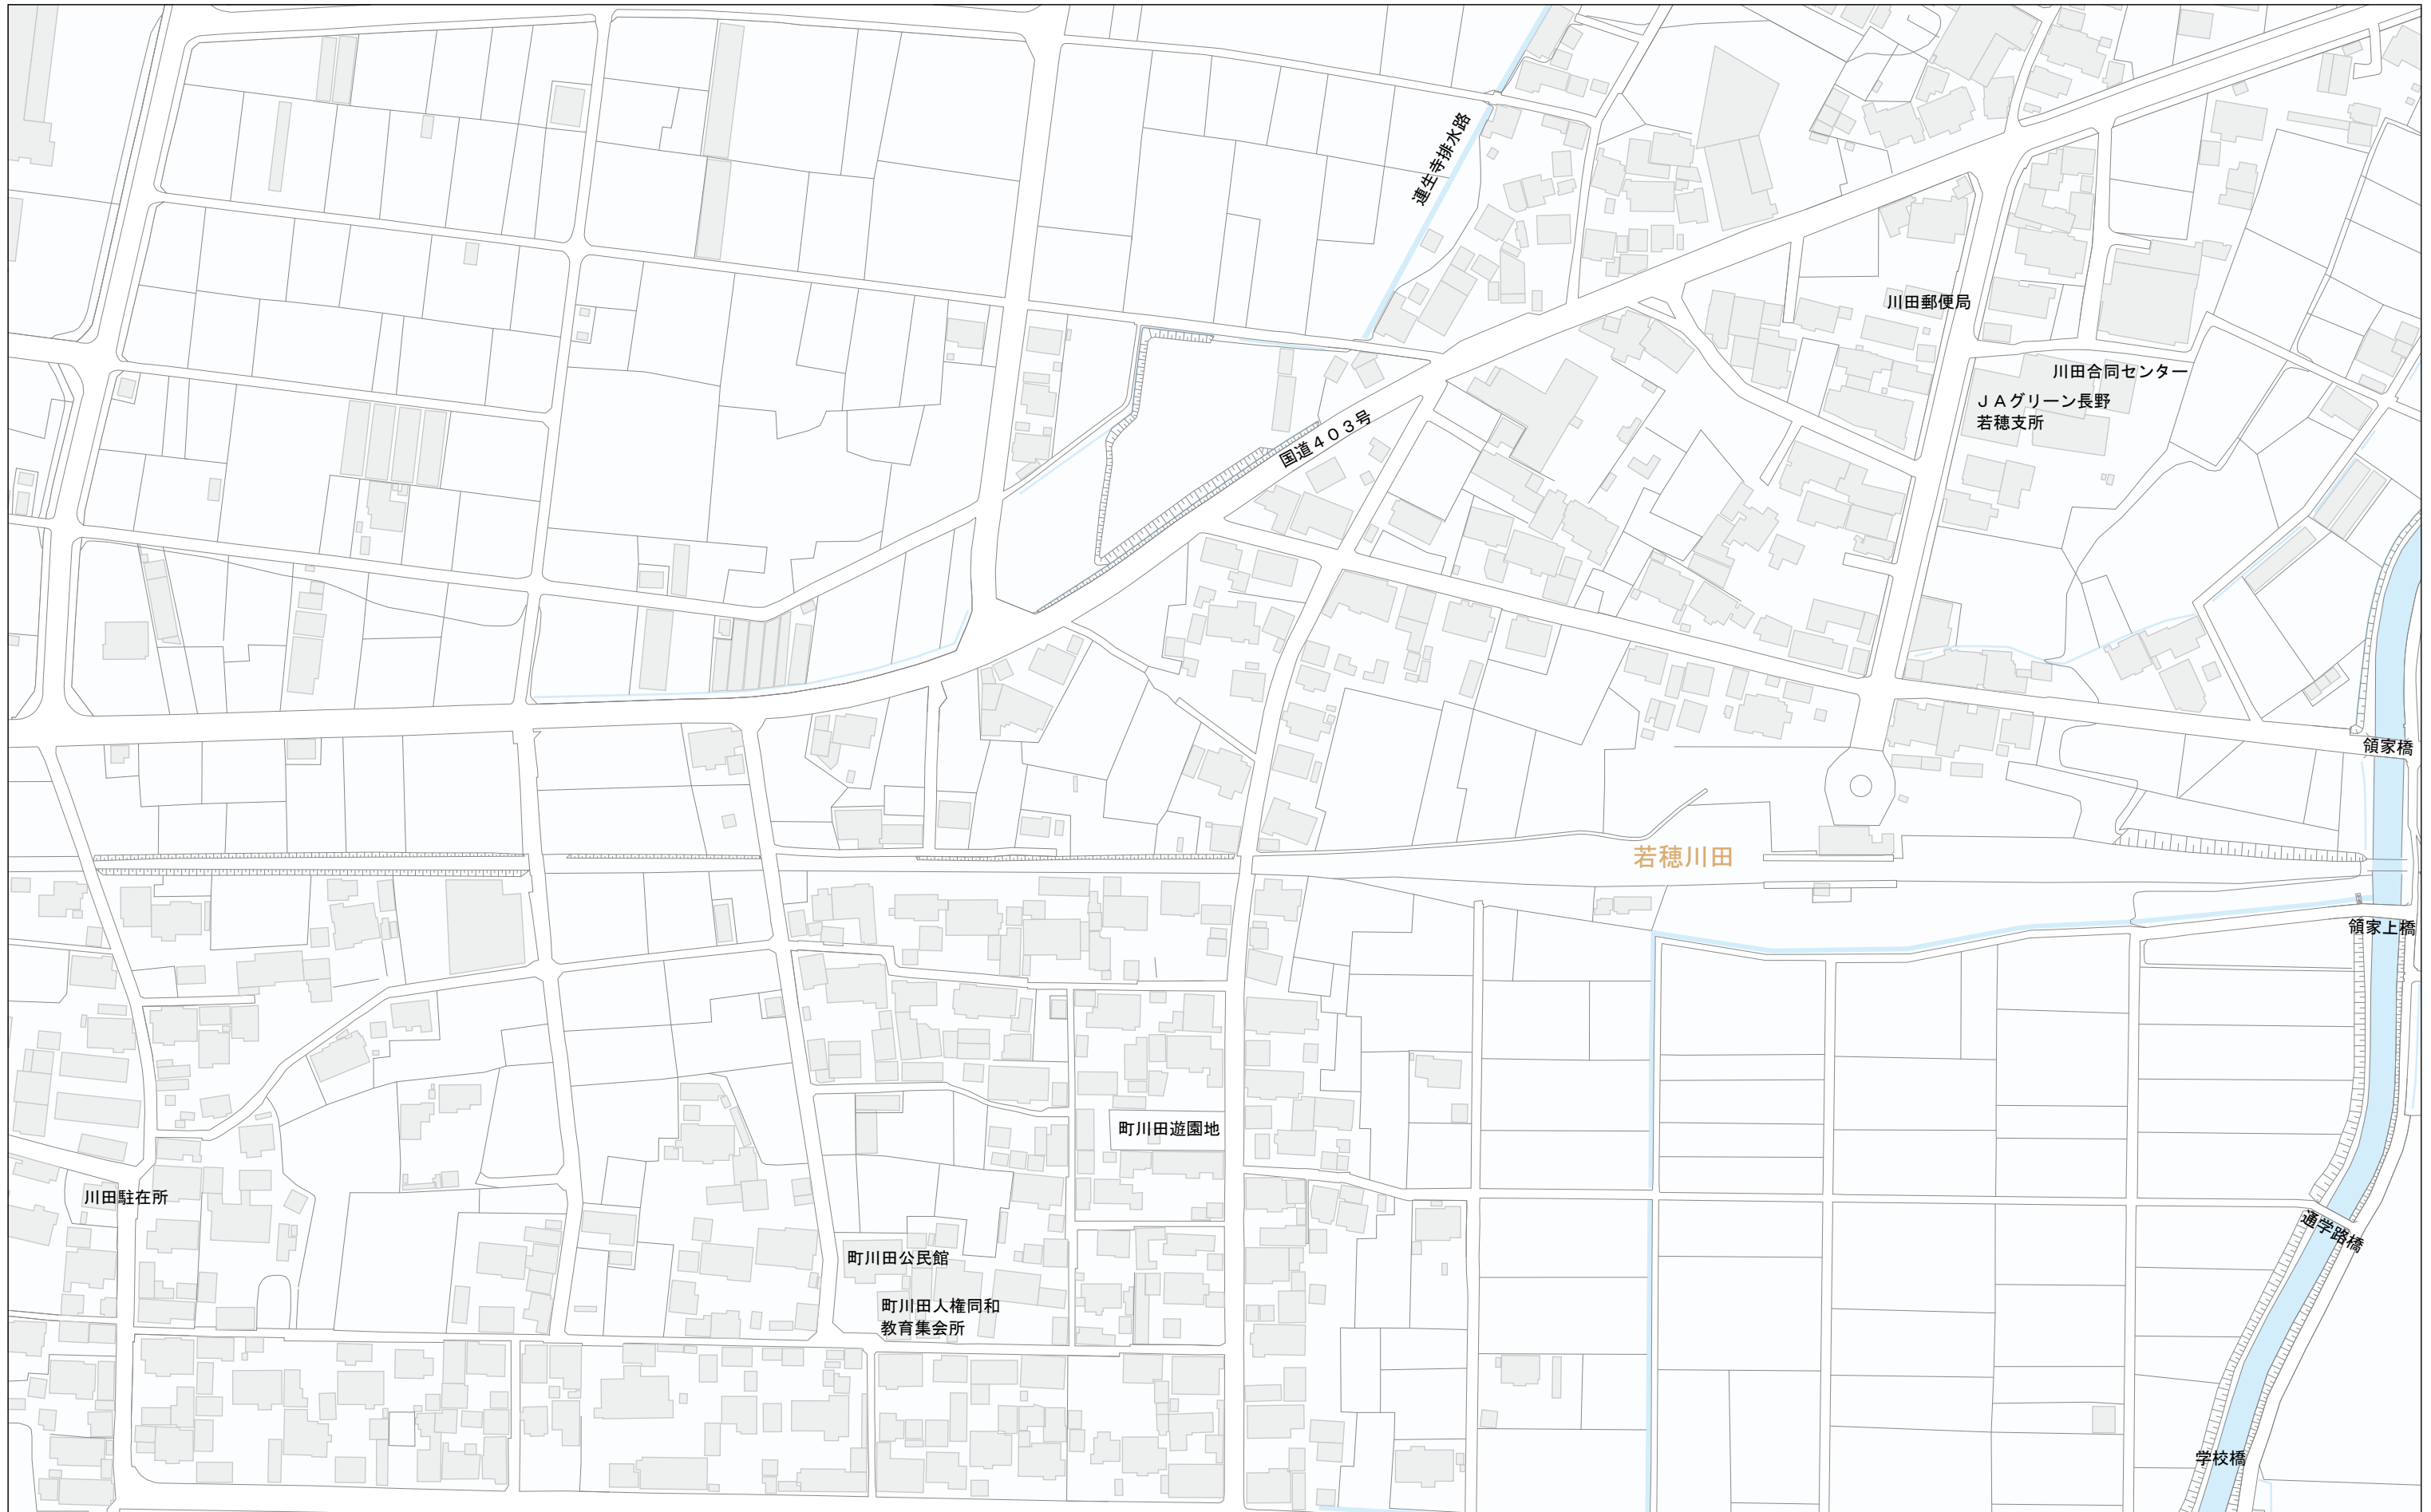 連生寺排水路
川田郵便局
川田合同センター
ＪＡグリーン長野
若穂支所
国道４０３号
領家橋
若穂川田
領家上橋
町川田遊園地
川田駐在所
通学路橋
町川田公民館
町川田人権同和
教育集会所
学校橋